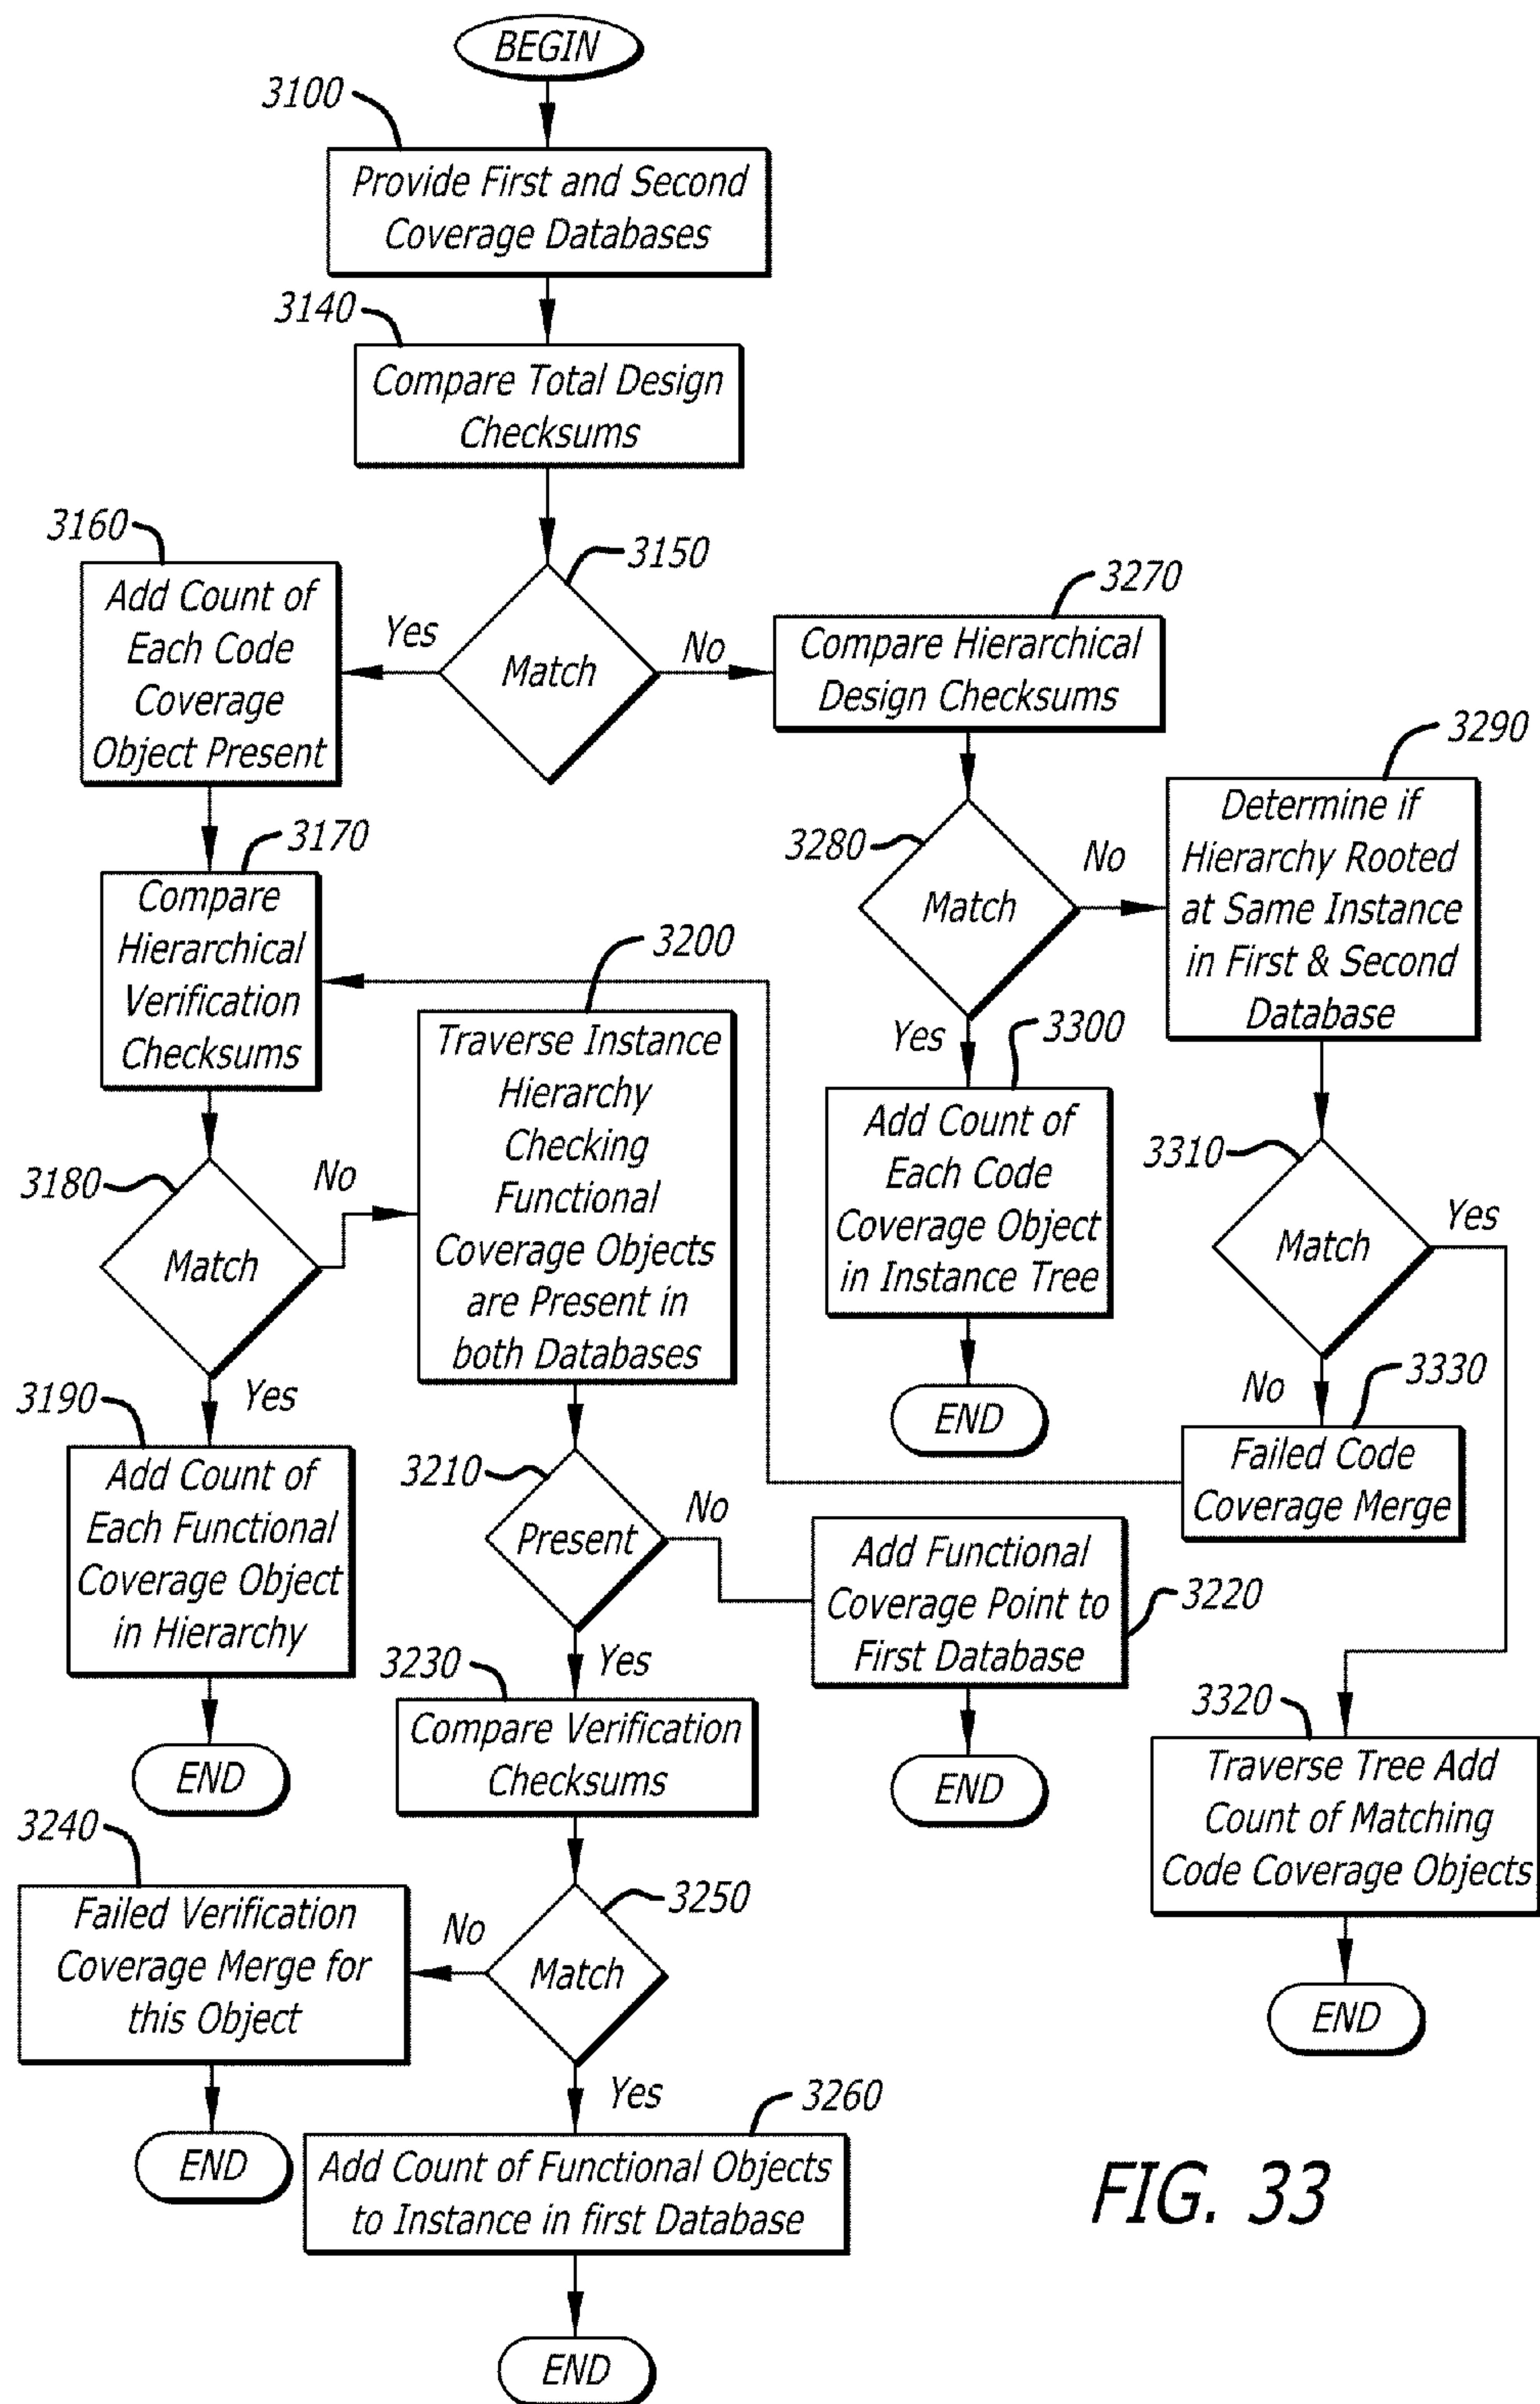 BEGIN
3100
Provide First and Second
Coverage Databases
3140
Compare Total Design
Checksums
3160
Add Count of
Each Code
Coverage
Object Present
Yes
3150
Match
No
3270
Compare Hierarchical
Design Checksums
3280
Match
No
3290
Determine if
Hierarchy Rooted
at Same Instance
in First & Second
Database
3170
Compare
Hierarchical
Verification
Checksums
3200
Traverse Instance
Hierarchy
Checking
Functional
Coverage Objects
are Present in
both Databases
Yes
3300
Add Count of
Each Code
Coverage Object
in Instance Tree
END
3310
Match
Yes
No
3330
Failed Code
Coverage Merge
3180
Match
No
Yes
3190
Add Count of
Each Functional
Coverage Object
in Hierarchy
END
3210
Present
No
Add Functional
Coverage Point to
First Database
3220
END
Yes
3230
Compare Verification
Checksums
3320
Traverse Tree Add
Count of Matching
Code Coverage Objects
END
3240
Failed Verification
Coverage Merge for
this Object
END
No
3250
Match
Yes
3260
Add Count of Functional Objects
to Instance in first Database
END
FIG. 33